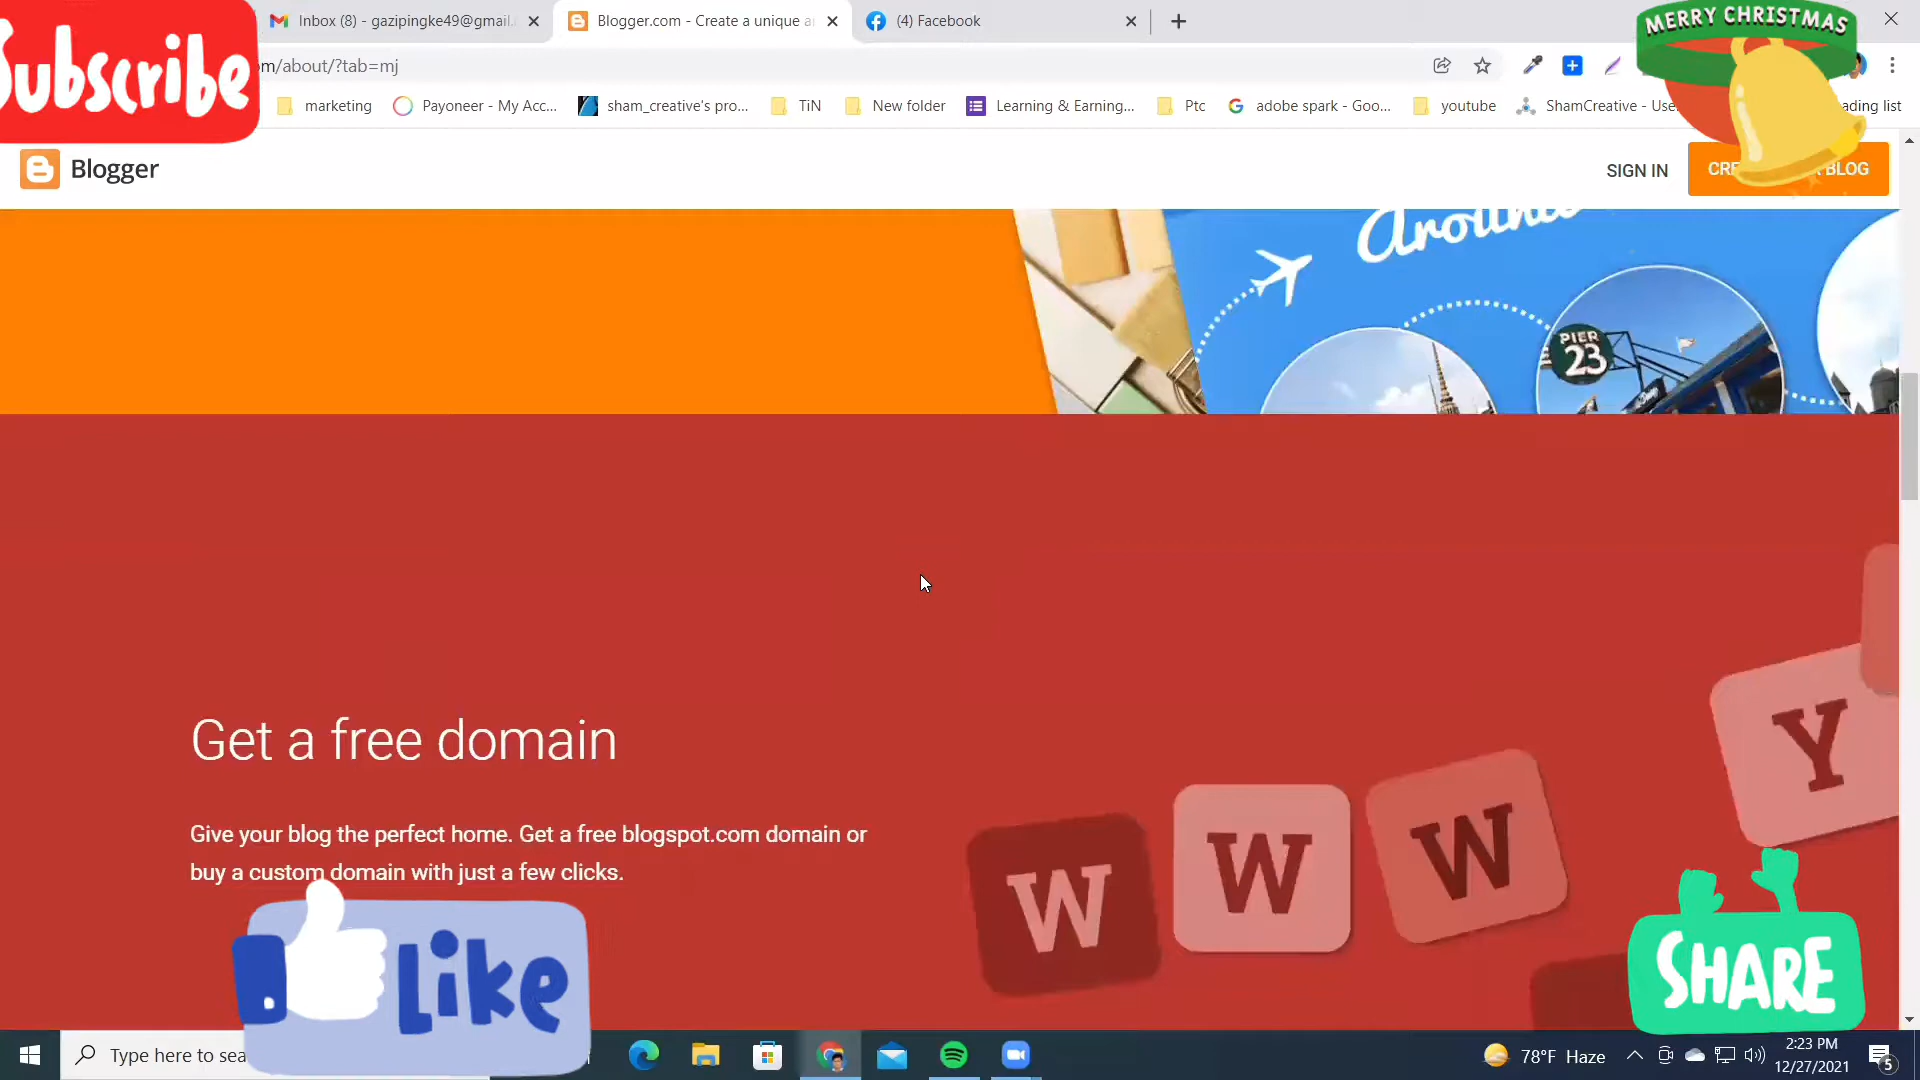 Subscribe
Inbox (8) - gazipingke49@gmail.
Blogger.com - Create a unique a
(4) Facebook
MERRY CHRISTMAS
m/about/?tab=mj
marketing
Payoneer - My Acc...
sham_creative's pro...
TiN
New folder
Learning & Earning...
Ptc
adobe spark - Goo...
youtube
ShamCreative - Use
ading list
Blogger
SIGN IN
CRE
BLOG
Around
PIER
23
Get a free domain
Give your blog the perfect home. Get a free blogspot.com domain or
buy a custom domain with just a few clicks.
W W W Y
Like
SHARE
Type here to sea
78°F Haze
2:23 PM
12/27/2021
5